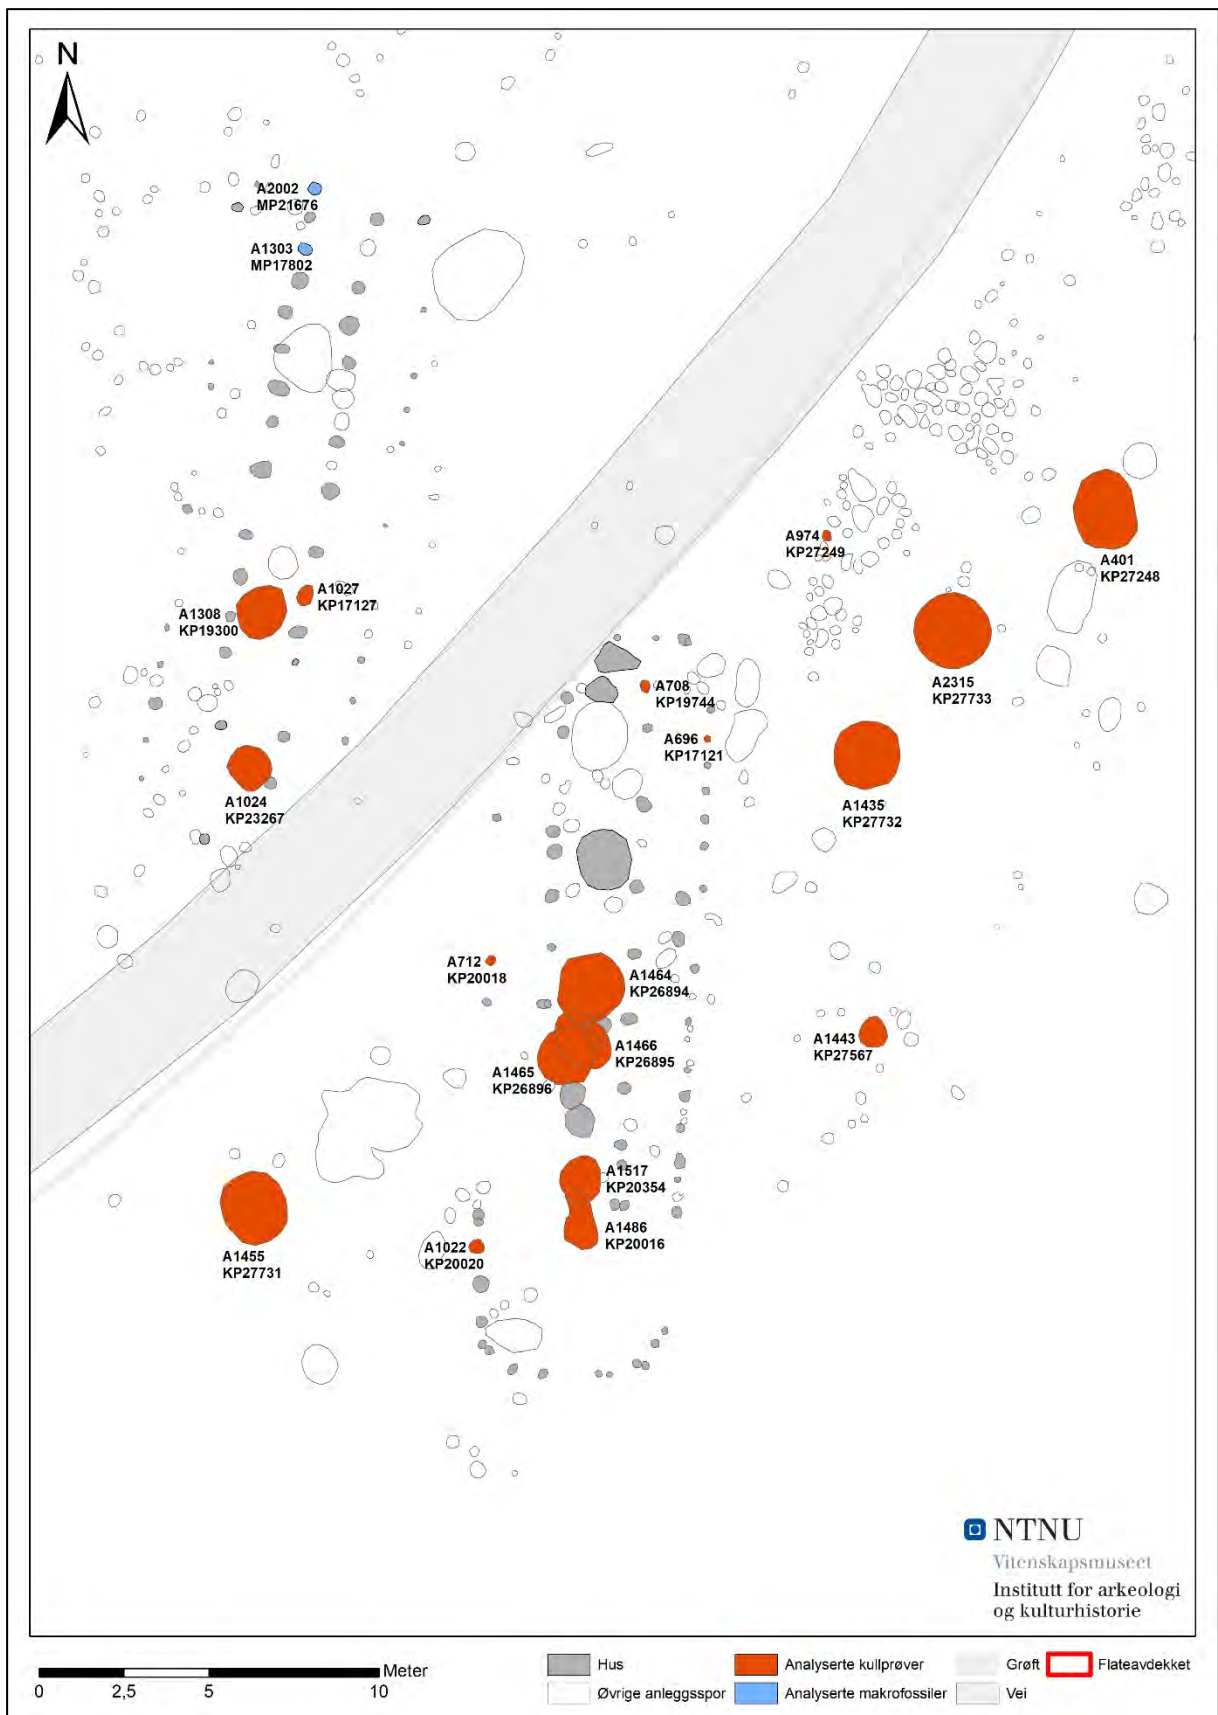 N
A2002
MP21676
A1303
MP17802
A974
KP27249
A401
KP27248
A1027
KP17127
A1308
KP19300
A708
KP19744
A2315
KP27733
A696
KP17121
A1024
KP23267
A1435
KP27732
A712
KP20018
A1464
KP26894
A1443
KP27567
A1466
KP26895
A1465
KP26896
A1517
KP20354
A1486
KP20016
A1455
KP27731
A1022
KP20020
NTNU
Vitenskapsmuseet
Institutt for arkeologi
og kulturhistorie
Meter
0 2,5 5 10
Hus
Analyserte kullprøver
Grøft
Flateavdekket
Øvrige anleggsspor
Analyserte makrofossiler
Vei